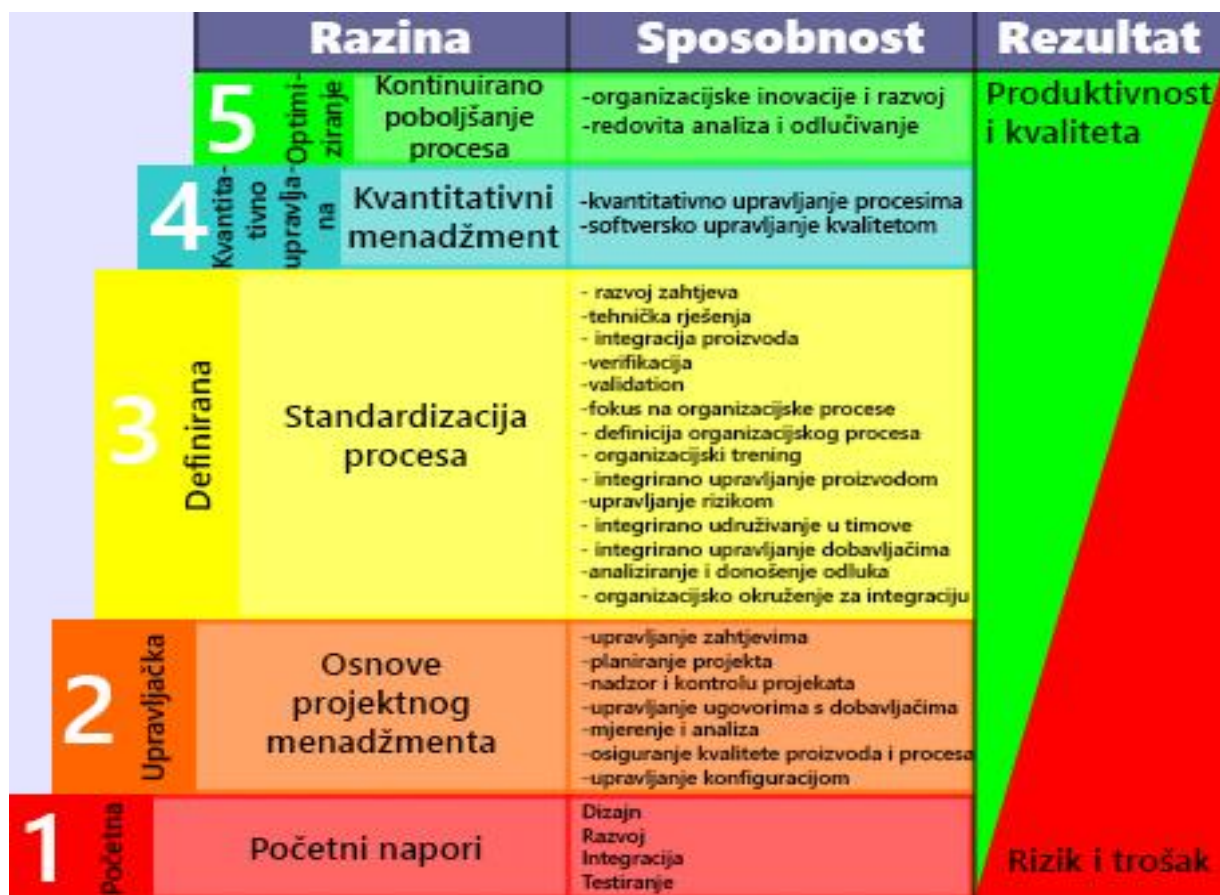 Razina
Sposobnost
Rezultat
5
Optimi-
ziranje
Kontinuirano
poboljšanje
procesa
-organizacijske inovacije i razvoj
-redovita analiza i odlučivanje
Produktivnost
i kvaliteta
4
Kvantita-
tivno
upravlja-
na
Kvantitativni
menadžment
-kvantitativno upravljanje procesima
-softversko upravljanje kvalitetom
3
Definirana
Standardizacija
procesa
- razvoj zahtjeva
-tehnička rješenja
- integracija proizvoda
-verifikacija
-validation
-fokus na organizacijske procese
- definicija organizacijskog procesa
- organizacijski trening
- integrirano upravljanje proizvodom
-upravljanje rizikom
- integrirano udruživanje u timove
- integrirano upravljanje dobavljačima
-analiziranje i donošenje odluka
- organizacijsko okruženje za integraciju
2
Upravljačka
Osnove
projektnog
menadžmenta
-upravljanje zahtjevima
-planiranje projekta
-nadzor i kontrolu projekata
-upravljanje ugovorima s dobavljačima
-mjerenje i analiza
-osiguranje kvalitete proizvoda i procesa
-upravljanje konfiguracijom
1
Početna
Početni napori
Dizajn
Razvoj
Integracija
Testiranje
Rizik i trošak